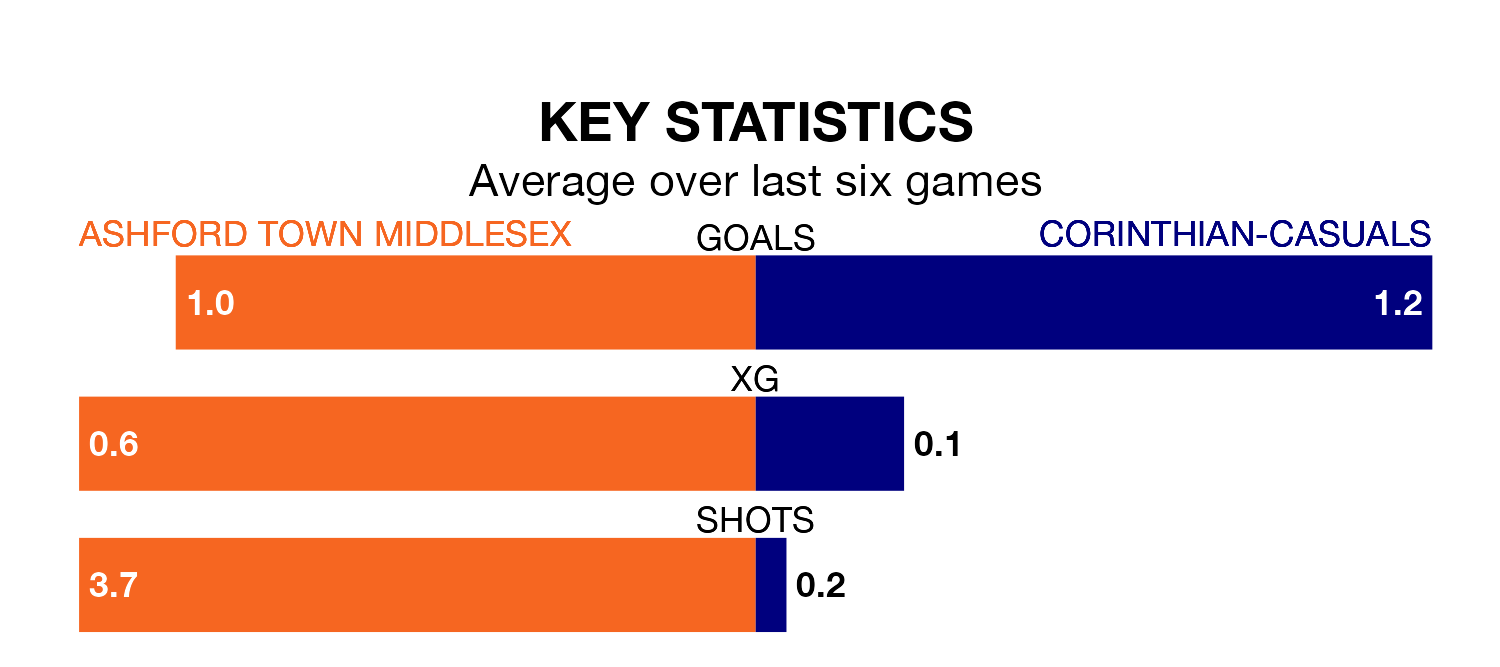 KEY STATISTICS
Average over last six games
ASHFORD TOWN MIDDLESEX GOALS CORINTHIAN-CASUALS
1.0 1.2
XG
0.6 0.1
SHOTS
3.7 0.2